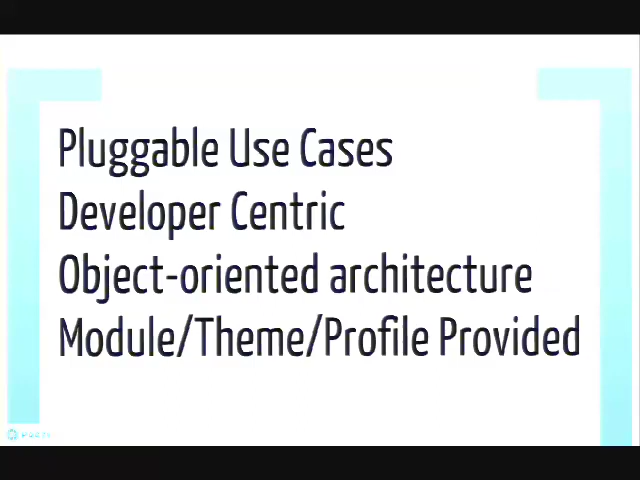 Pluggable Use Cases
Developer Centric
Object-oriented architecture
Module/Theme/Profile Provided